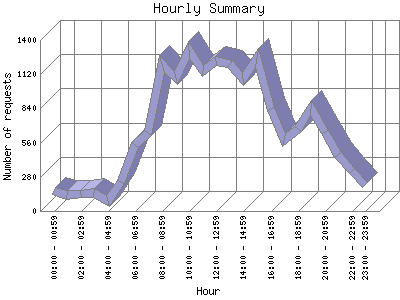 Hourly Summary
Number of requests
1400
1120
840
560
280
0
00:00 - 00:59
02:00 - 02:59
04:00 - 04:59
06:00 - 06:59
08:00 - 08:59
10:00 - 10:59
12:00 - 12:59
14:00 - 14:59
16:00 - 16:59
18:00 - 18:59
20:00 - 20:59
22:00 - 22:59
23:00 - 23:59
Hour